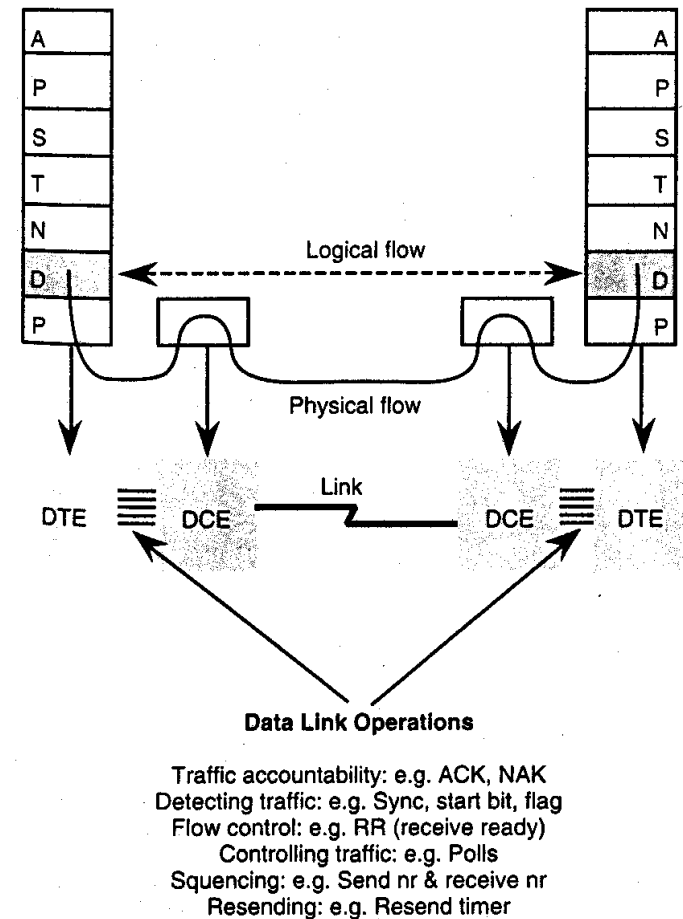 A
P
S
T
N
D
P
A
P
S
T
N
D
P
Logical flow
Physical flow
Link
DTE
DCE
DCE
DTE
Data Link Operations
Traffic accountability: e.g. ACK, NAK
Detecting traffic: e.g. Sync, start bit, flag
Flow control: e.g. RR (receive ready)
Controlling traffic: e.g. Polls
Squencing: e.g. Send nr & receive nr
Resending: e.g. Resend timer